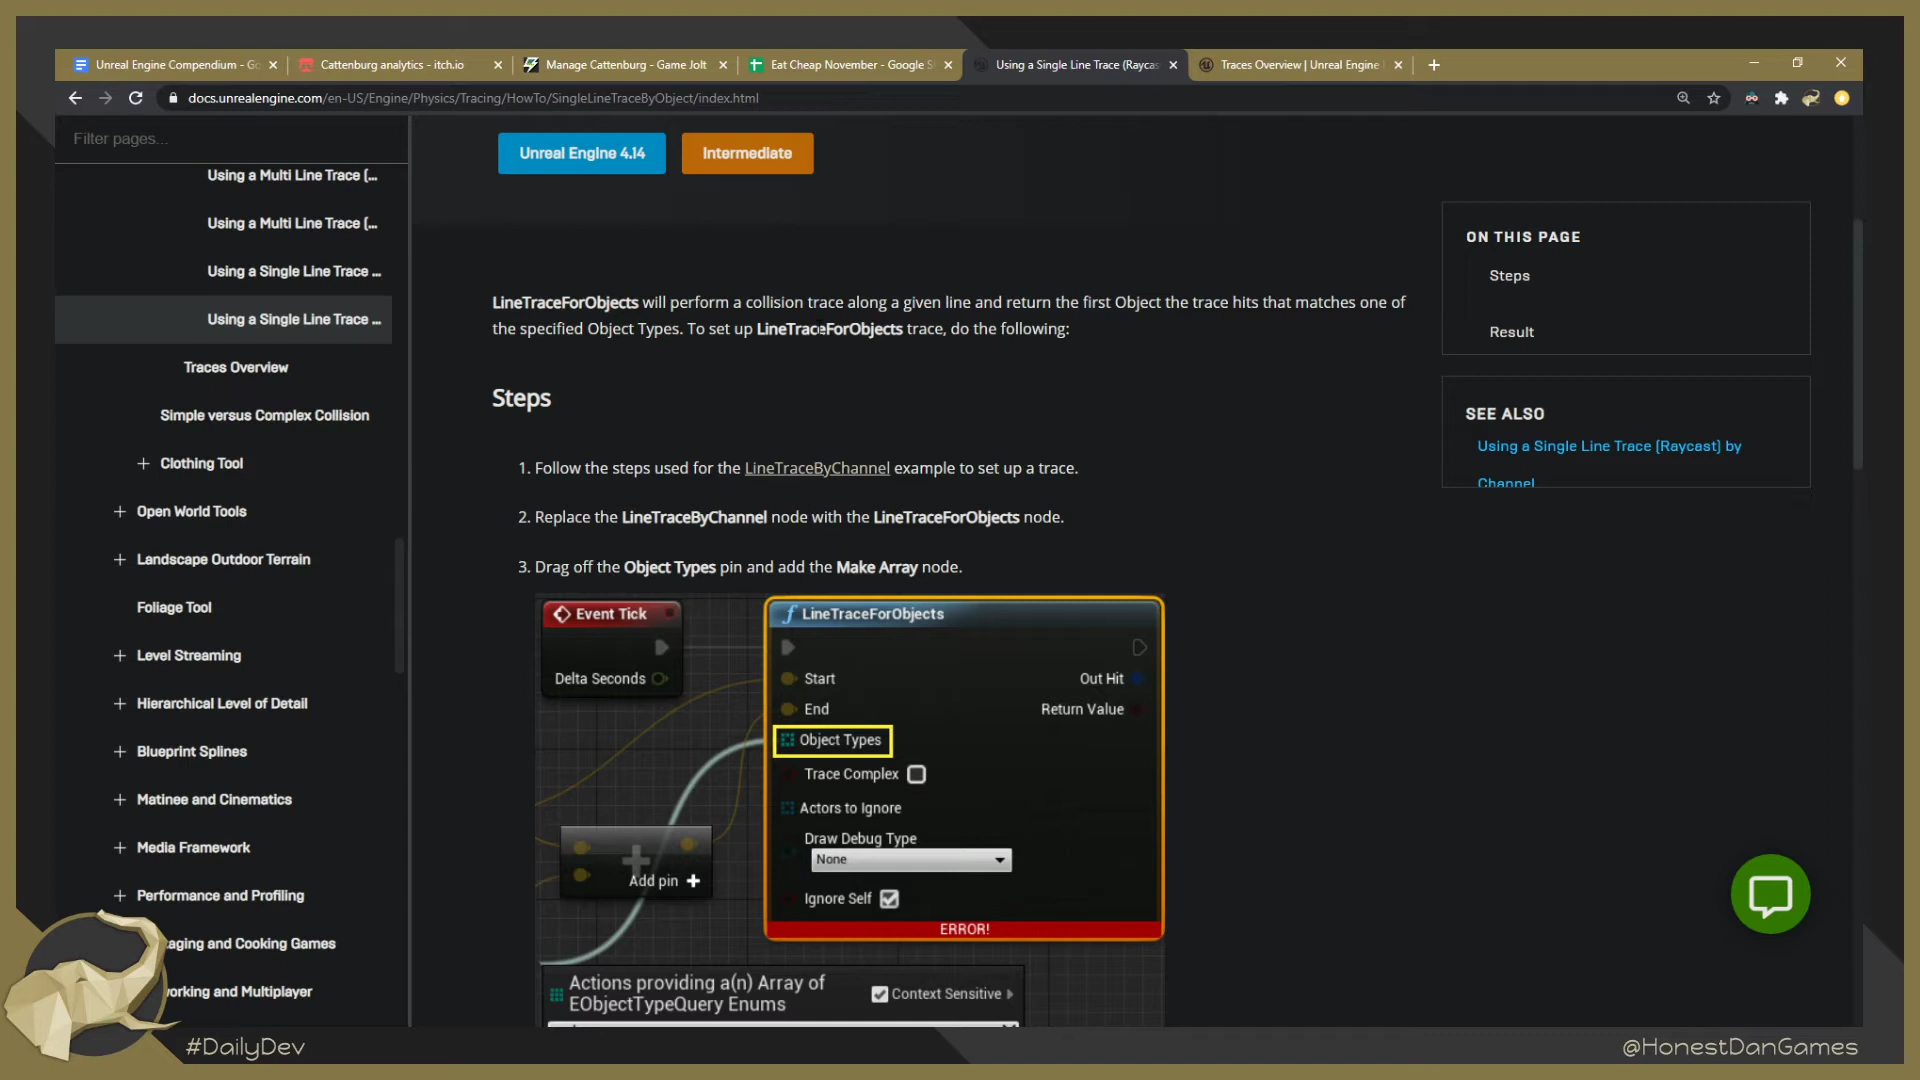 Unreal Engine Compendium - Go
Cattenburg analytics - itch.io
Manage Cattenburg - Game Jolt
Eat Cheap November - Google S
Using a Single Line Trace (Raycas
Traces Overview | Unreal Engine
docs.unrealengine.com/en-US/Engine/Physics/Tracing/HowTo/SingleLineTraceByObject/index.html
Filter pages...
Using a Multi Line Trace (...
Using a Multi Line Trace (...
Using a Single Line Trace ...
Using a Single Line Trace ...
Traces Overview
Simple versus Complex Collision
Clothing Tool
Open World Tools
Landscape Outdoor Terrain
Foliage Tool
Level Streaming
Hierarchical Level of Detail
Blueprint Splines
Matinee and Cinematics
Media Framework
Performance and Profiling
aging and Cooking Games
orking and Multiplayer
Unreal Engine 4.14
Intermediate
LineTraceForObjects will perform a collision trace along a given line and return the first Object the trace hits that matches one of
the specified Object Types. To set up LineTraceForObjects trace, do the following:
Steps
1. Follow the steps used for the LineTraceByChannel example to set up a trace.
2. Replace the LineTraceByChannel node with the LineTraceForObjects node.
3. Drag off the Object Types pin and add the Make Array node.
Event Tick
Delta Seconds
Add pin
LineTraceForObjects
Start
Out Hit
End
Return Value
Object Types
Trace Complex
Actors to Ignore
Draw Debug Type
None
Ignore Self
ERROR!
Actions providing a(n) Array of
EObjectTypeQuery Enums
Context Sensitive
ON THIS PAGE
Steps
Result
SEE ALSO
Using a Single Line Trace (Raycast) by
Channel
#DailyDev
@HonestDanGames